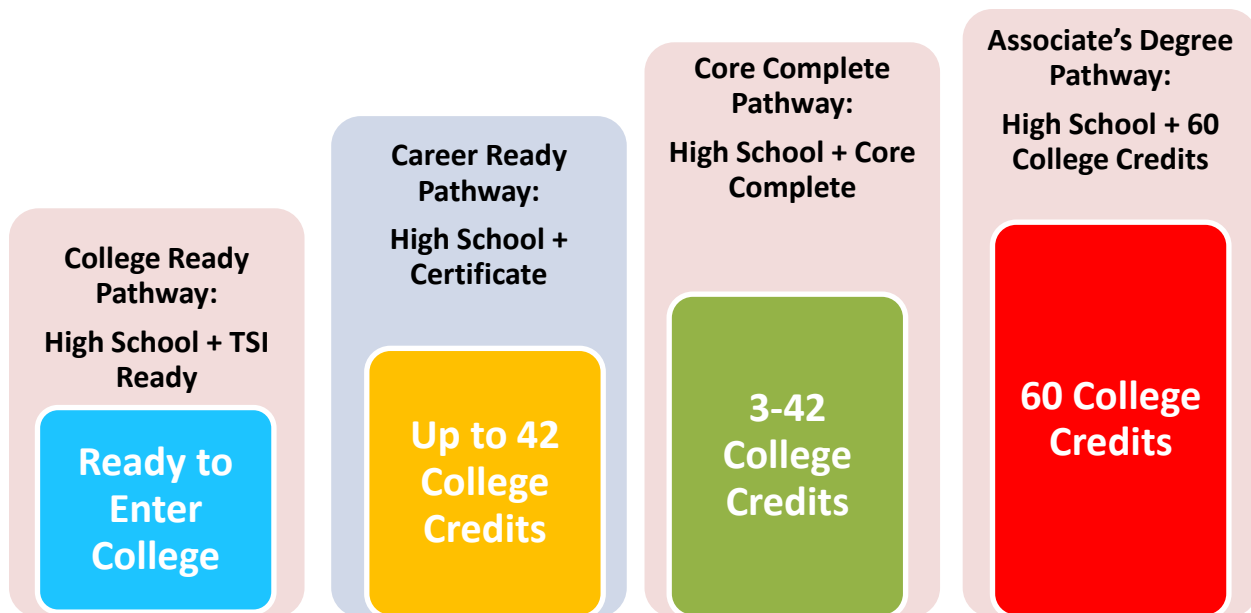 College Ready
Pathway:
High School + TSI
Ready
Ready to
Enter
College
Career Ready
Pathway:
High School +
Certificate
Up to 42
College
Credits
Core Complete
Pathway:
High School + Core
Complete
3-42
College
Credits
Associate’s Degree
Pathway:
High School + 60
College Credits
60 College
Credits